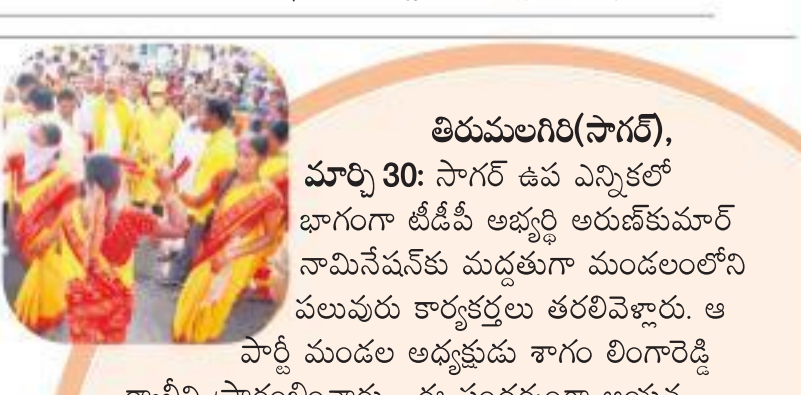 తిరుమలగిరి(సాగర్),
మార్చి 30: సాగర్ ఉప ఎన్నికలో
భాగంగా టీడీపీ అభ్యర్థి అరుణ్‌కుమార్
నామినేషన్‌కు మద్దతుగా మండలంలోని
పలువురు కార్యకర్తలు తరలివెళ్లారు. ఆ
పార్టీ మండల అధ్యక్షుడు శాగం లింగారెడ్డి